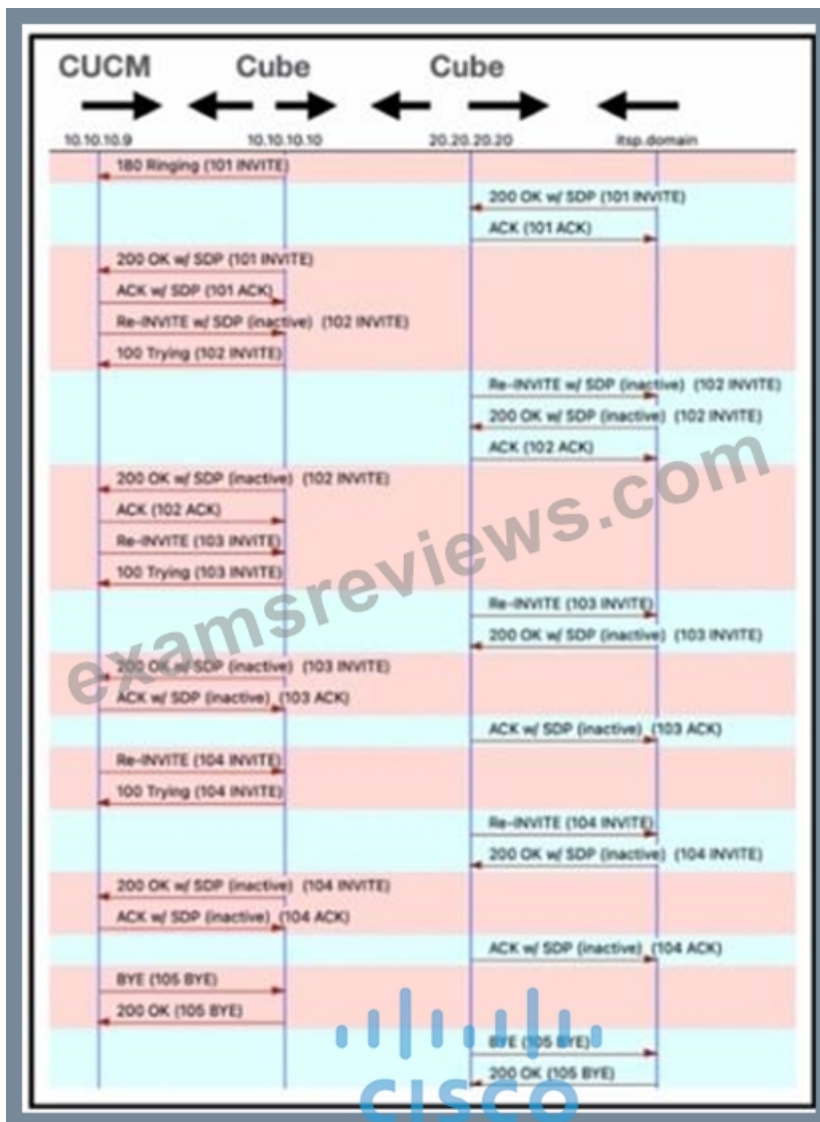 CUCM Cube Cube
10.10.10.9 10.10.10.10 20.20.20.20 itsp.domain
180 Ringing (101 INVITE)
200 OK w/ SDP (101 INVITE)
ACK (101 ACK)
200 OK w/ SDP (101 INVITE)
ACK w/ SDP (101 ACK)
Re-INVITE w/ SDP (inactive) (102 INVITE)
100 Trying (102 INVITE)
Re-INVITE w/ SDP (inactive) (102 INVITE)
200 OK w/ SDP (inactive) (102 INVITE)
ACK (102 ACK)
200 OK w/ SDP (inactive) (102 INVITE)
ACK (102 ACK)
Re-INVITE (103 INVITE)
100 Trying (103 INVITE)
Re-INVITE (103 INVITE)
200 OK w/ SDP (inactive) (103 INVITE)
200 OK w/ SDP (inactive) (103 INVITE)
ACK w/ SDP (inactive) (103 ACK)
ACK w/ SDP (inactive) (103 ACK)
Re-INVITE (104 INVITE)
100 Trying (104 INVITE)
Re-INVITE (104 INVITE)
200 OK w/ SDP (inactive) (104 INVITE)
200 OK w/ SDP (inactive) (104 INVITE)
ACK w/ SDP (inactive) (104 ACK)
ACK w/ SDP (inactive) (104 ACK)
BYE (105 BYE)
200 OK (105 BYE)
BYE (105 BYE)
200 OK (105 BYE)
examsreviews.com
CISCO